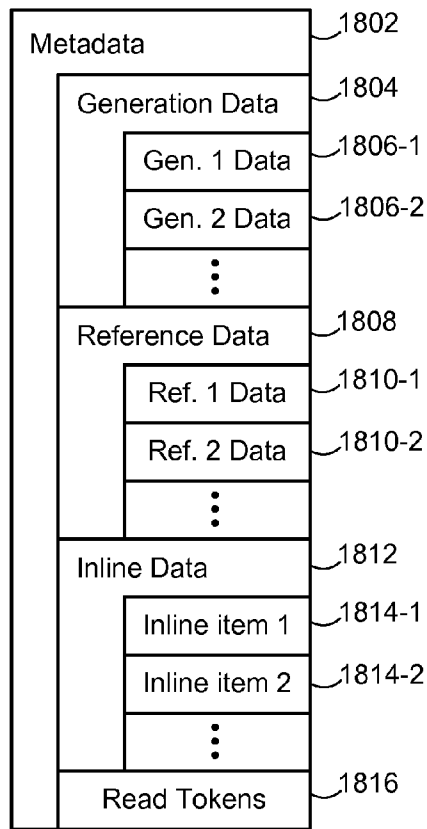 Metadata 1802
Generation Data 1804
Gen. 1 Data 1806-1
Gen. 2 Data 1806-2
Reference Data 1808
Ref. 1 Data 1810-1
Ref. 2 Data 1810-2
Inline Data 1812
Inline item 1 1814-1
Inline item 2 1814-2
Read Tokens 1816